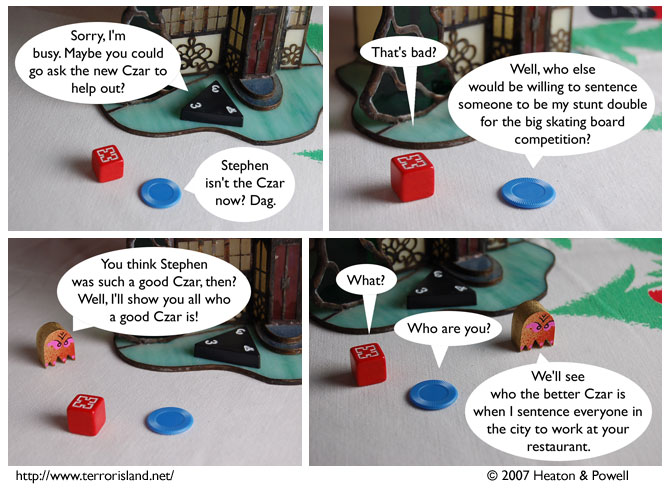 Sorry, I'm
busy. Maybe you could
go ask the new Czar to
help out?
3 4
Stephen
isn't the Czar
now? Dag.
That's bad?
Well, who else
would be willing to sentence
someone to be my stunt double
for the big skating board
competition?
You think Stephen
was such a good Czar, then?
Well, I'll show you all who
a good Czar is!
3
What?
Who are you?
We'll see
who the better Czar is
when I sentence everyone in
the city to work at your
restaurant.
http://www.terrorisland.net/
© 2007 Heaton & Powell